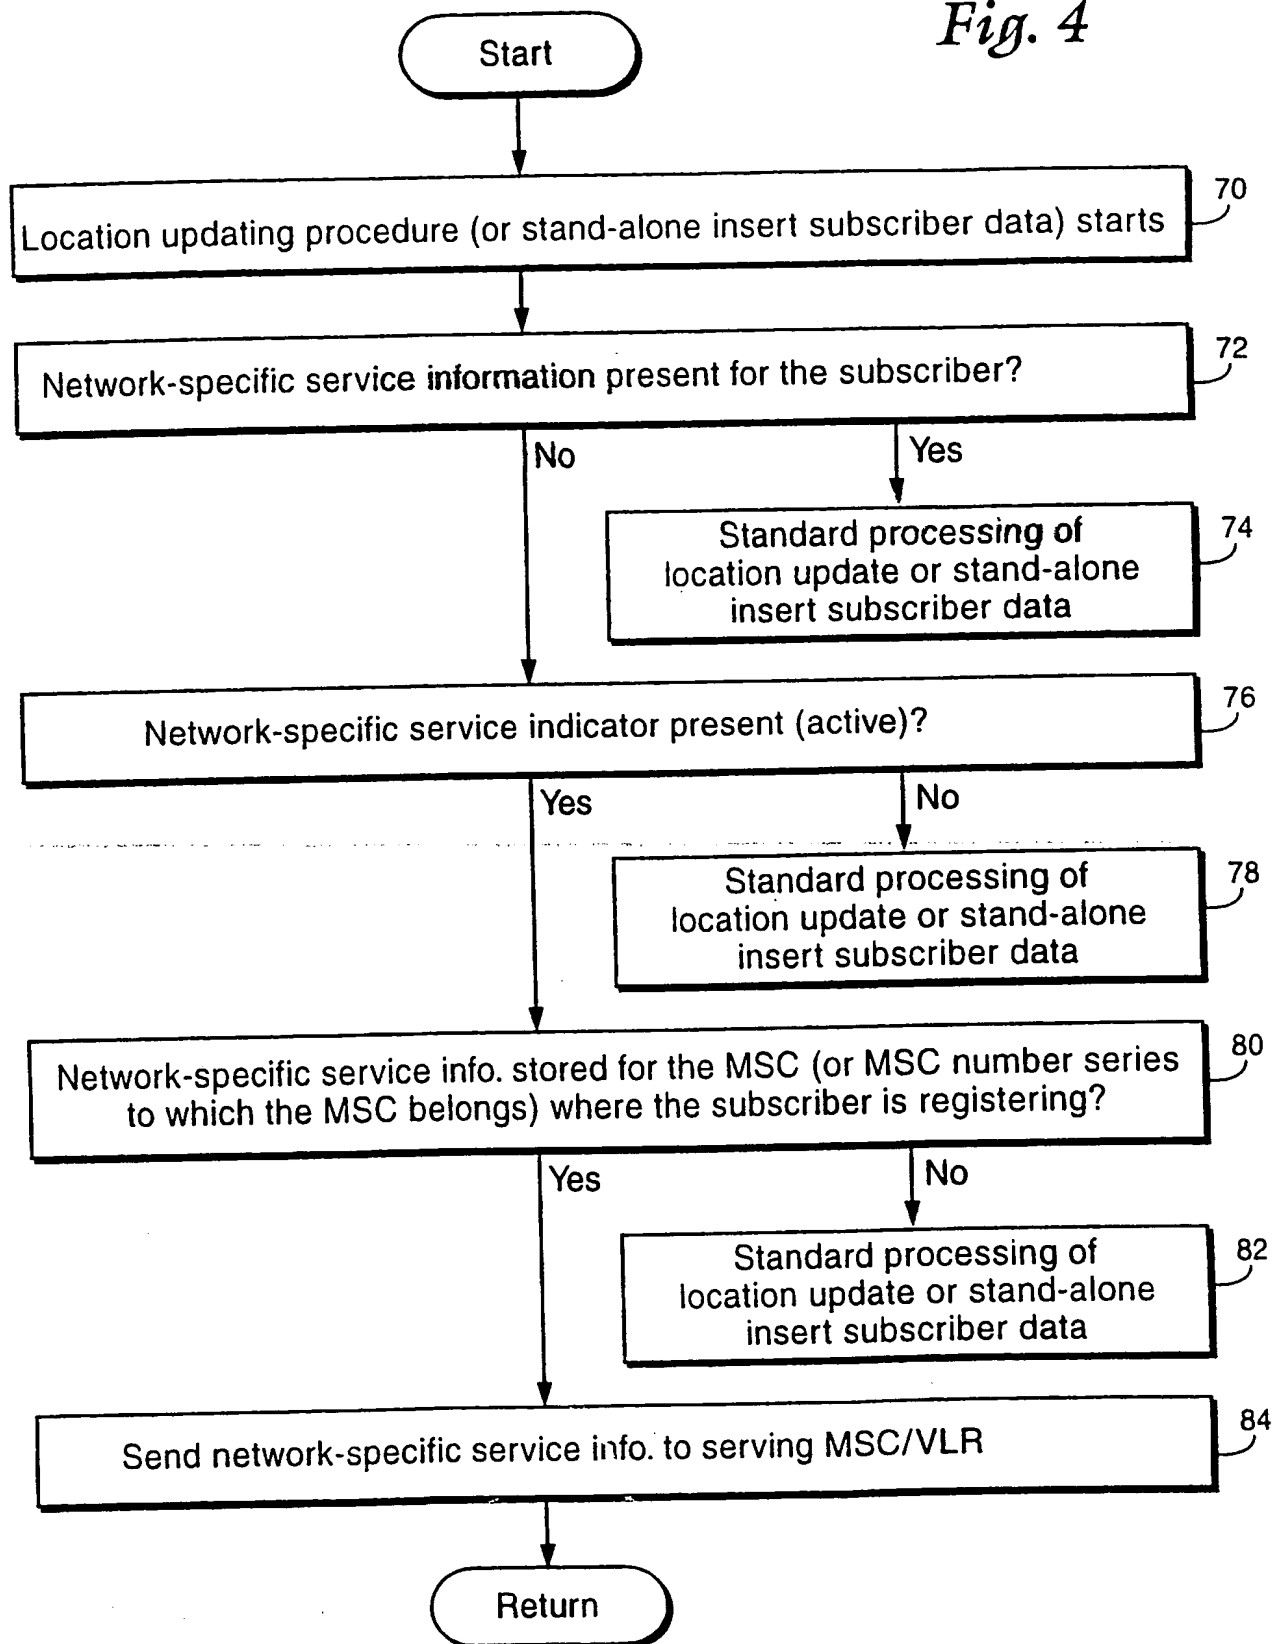 Fig. 4
Start
70
Location updating procedure (or stand-alone insert subscriber data) starts
72
Network-specific service information present for the subscriber?
No
Yes
74
Standard processing of
location update or stand-alone
insert subscriber data
76
Network-specific service indicator present (active)?
Yes
No
78
Standard processing of
location update or stand-alone
insert subscriber data
80
Network-specific service info. stored for the MSC (or MSC number series
to which the MSC belongs) where the subscriber is registering?
Yes
No
82
Standard processing of
location update or stand-alone
insert subscriber data
84
Send network-specific service info. to serving MSC/VLR
Return